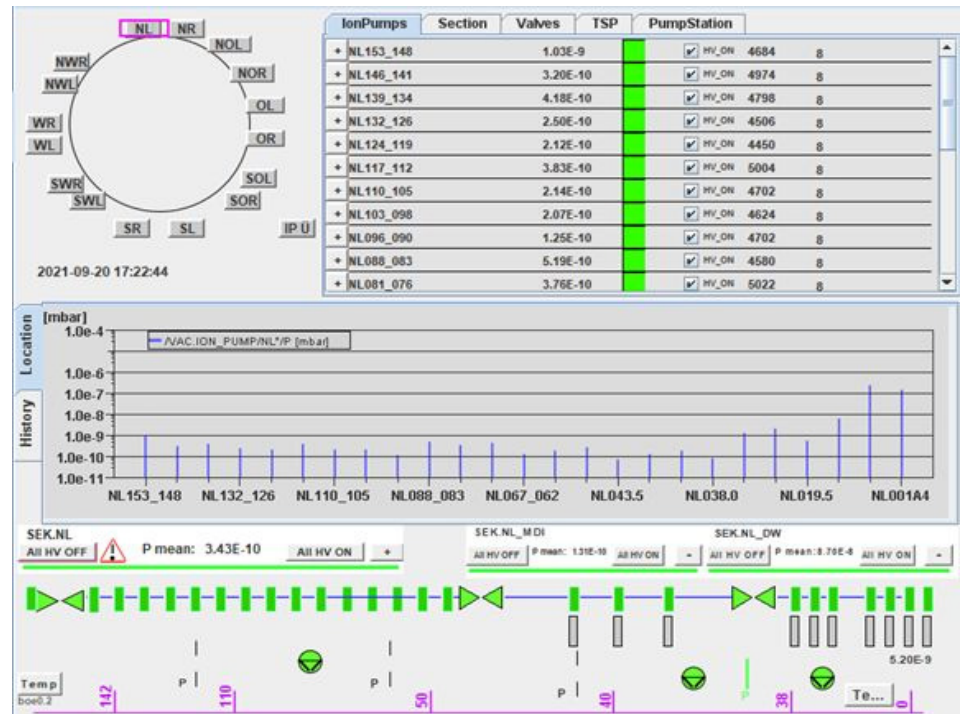 NL NR
NOL
NWR
NOR
NWL
OL
WR
OR
WL
SOL
SWR
SOR
SWL
SR SL IP Ü
2021-09-20 17:22:44
IonPumps Section Valves TSP PumpStation
+ NL153_148 1.03E-9 HV_ON 4684 8
+ NL146_141 3.20E-10 HV_ON 4974 8
+ NL139_134 4.18E-10 HV_ON 4798 8
+ NL132_126 2.50E-10 HV_ON 4506 8
+ NL124_119 2.12E-10 HV_ON 4450 8
+ NL117_112 3.83E-10 HV_ON 5004 8
+ NL110_105 2.14E-10 HV_ON 4702 8
+ NL103_098 2.07E-10 HV_ON 4624 8
+ NL096_090 1.25E-10 HV_ON 4702 8
+ NL088_083 5.19E-10 HV_ON 4580 8
+ NL081_076 3.76E-10 HV_ON 5022 8
Location
History
[mbar]
1.0e-4
/VAC.ION_PUMP/NL*/P [mbar]
1.0e-6
1.0e-7
1.0e-8
1.0e-9
1.0e-10
1.0e-11
NL153_148 NL132_126 NL110_105 NL088_083 NL067_062 NL043.5 NL038.0 NL019.5 NL001A4
SEK.NL
All HV OFF P mean: 3.43E-10 All HV ON +
SEK.NL_MDI
All HV OFF P mean: 1.31E-10 All HV ON -
SEK.NL_DW
All HV OFF P mean: 8.70E-8 All HV ON -
5.20E-9
P P P P
Temp
boe0.2
Te...
142 110 50 40 38 0